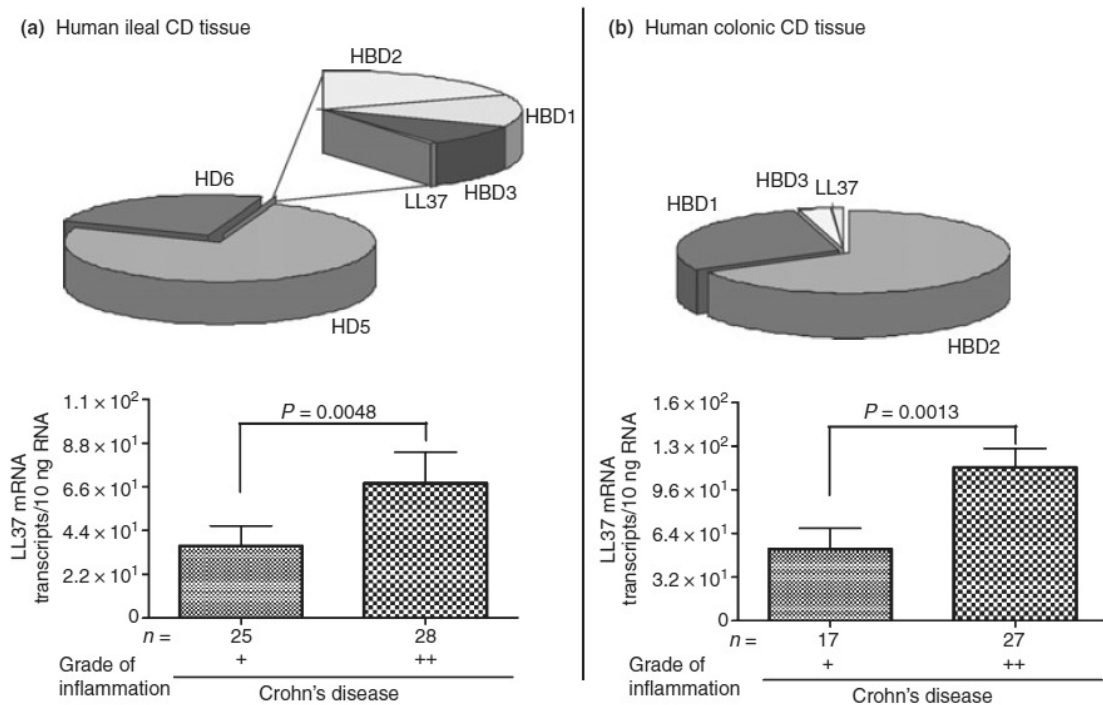 (a) Human ileal CD tissue
HBD2
HBD1
HBD3
LL37
HD6
HD5
LL37 mRNA
transcripts/10 ng RNA
1.1 × 10²
8.8 × 10¹
6.6 × 10¹
4.4 × 10¹
2.2 × 10¹
0
P = 0.0048
n = 25 28
Grade of
inflammation + ++
Crohn's disease
(b) Human colonic CD tissue
HBD3
LL37
HBD1
HBD2
LL37 mRNA
transcripts/10 ng RNA
1.6 × 10²
1.3 × 10²
9.6 × 10¹
6.4 × 10¹
3.2 × 10¹
0
P = 0.0013
n = 17 27
Grade of
inflammation + ++
Crohn's disease